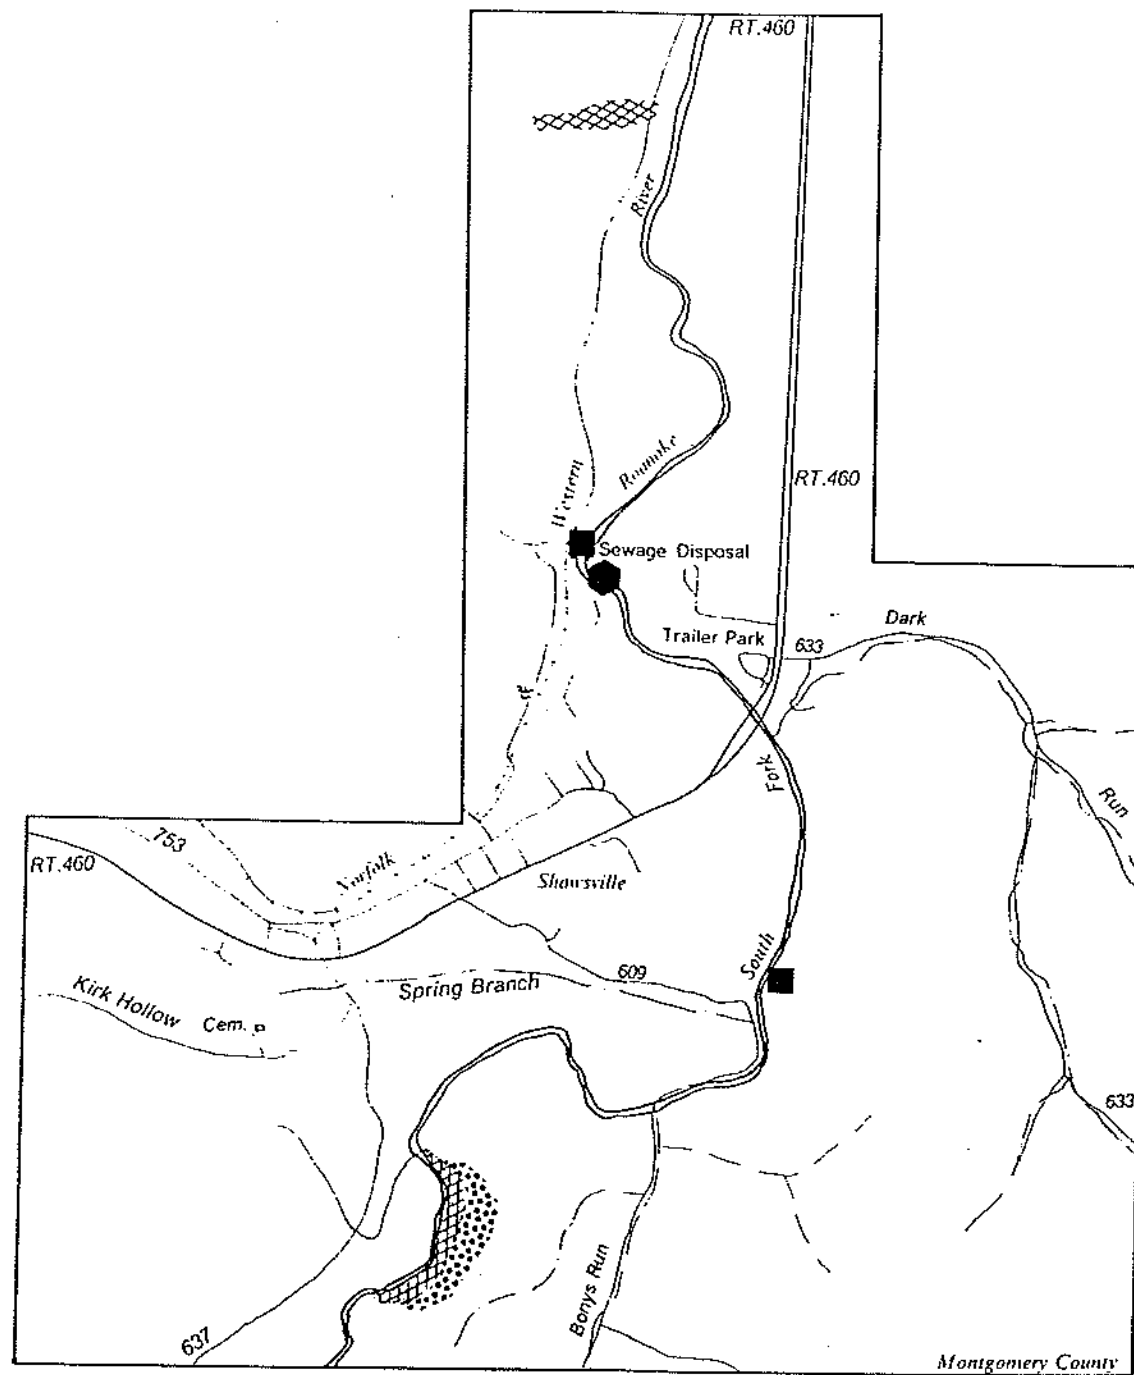 RT.460
River
Western
Roanoke
RT.460
Sewage Disposal
Dark
Trailer Park
633
Fork
Run
753
RT.460
Norfolk
Shawsville
South
609
Spring Branch
Kirk Hollow
Cem.
633
Bonys Run
637
Montgomery County